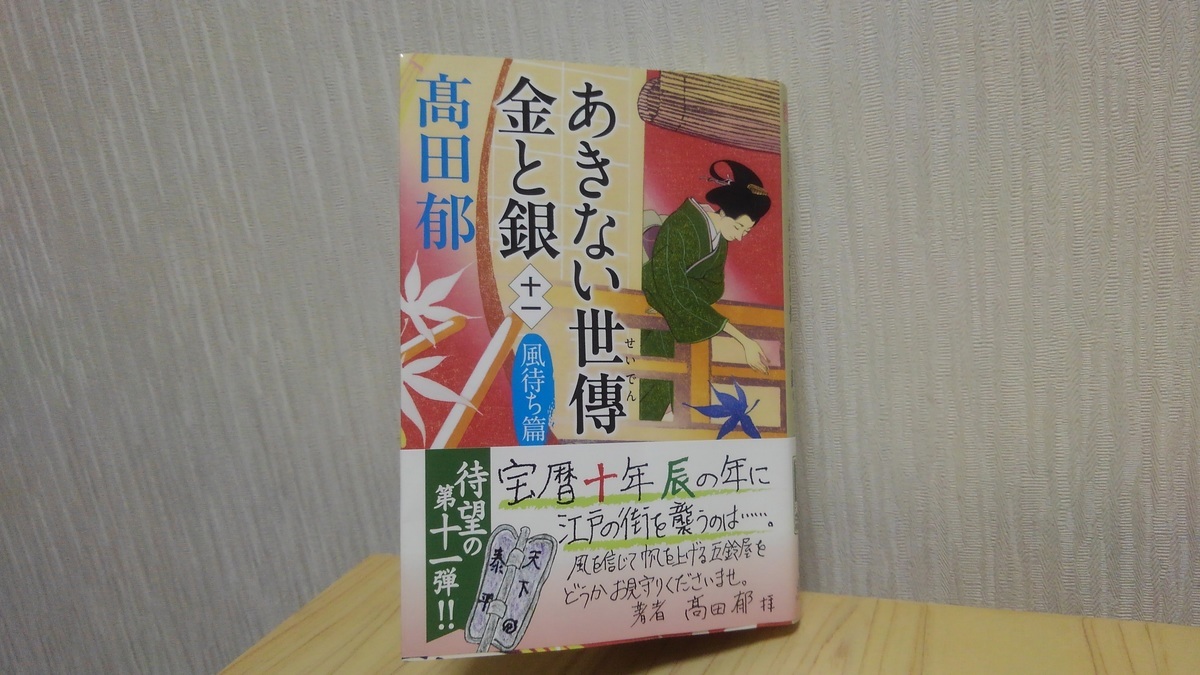 あきない世傳
せいでん
金と銀
十一
風待ち篇
髙田郁
宝暦十年辰の年に
江戸の街を襲うのは……。
風を信じて帆を上げる五鈴屋を
どうかお見守りくださいませ。
著者 髙田郁 拝
天下
泰平
待望の
第十一弾!!